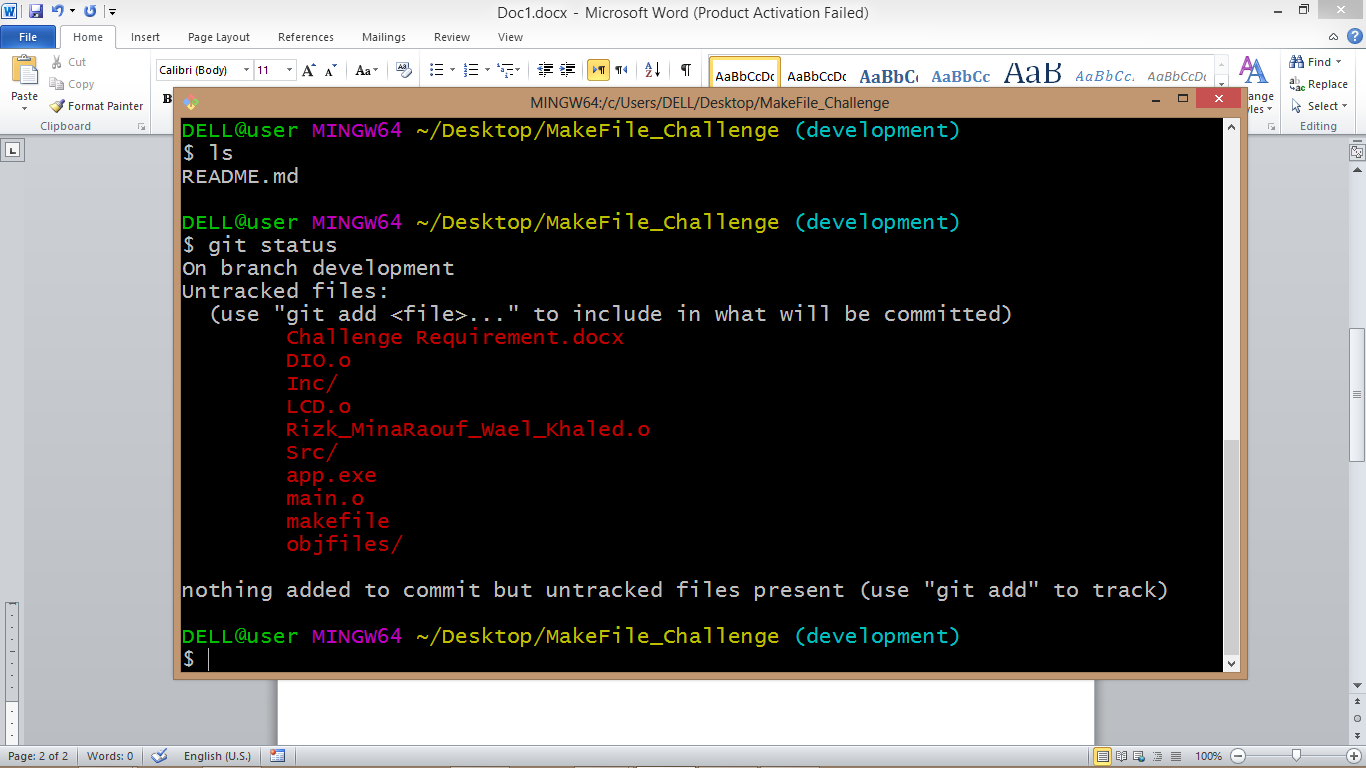 Doc1.docx - Microsoft Word (Product Activation Failed)
File Home Insert Page Layout References Mailings Review View
Paste
Cut
Copy
Format Painter
Clipboard
Calibri (Body) 11
B
AaBbCcDc AaBbCcDc AaBbCc AaBbCc AaB AaBbCc. AaBbCcDc
Find
Replace
Select
Editing
MINGW64:/c/Users/DELL/Desktop/MakeFile_Challenge
DELL@user MINGW64 ~/Desktop/MakeFile_Challenge (development)
$ ls
README.md
DELL@user MINGW64 ~/Desktop/MakeFile_Challenge (development)
$ git status
On branch development
Untracked files:
(use "git add <file>..." to include in what will be committed)
Challenge Requirement.docx
DIO.o
Inc/
LCD.o
Rizk_MinaRaouf_Wael_Khaled.o
Src/
app.exe
main.o
makefile
objfiles/
nothing added to commit but untracked files present (use "git add" to track)
DELL@user MINGW64 ~/Desktop/MakeFile_Challenge (development)
$
Page: 2 of 2 Words: 0 English (U.S.) 100%